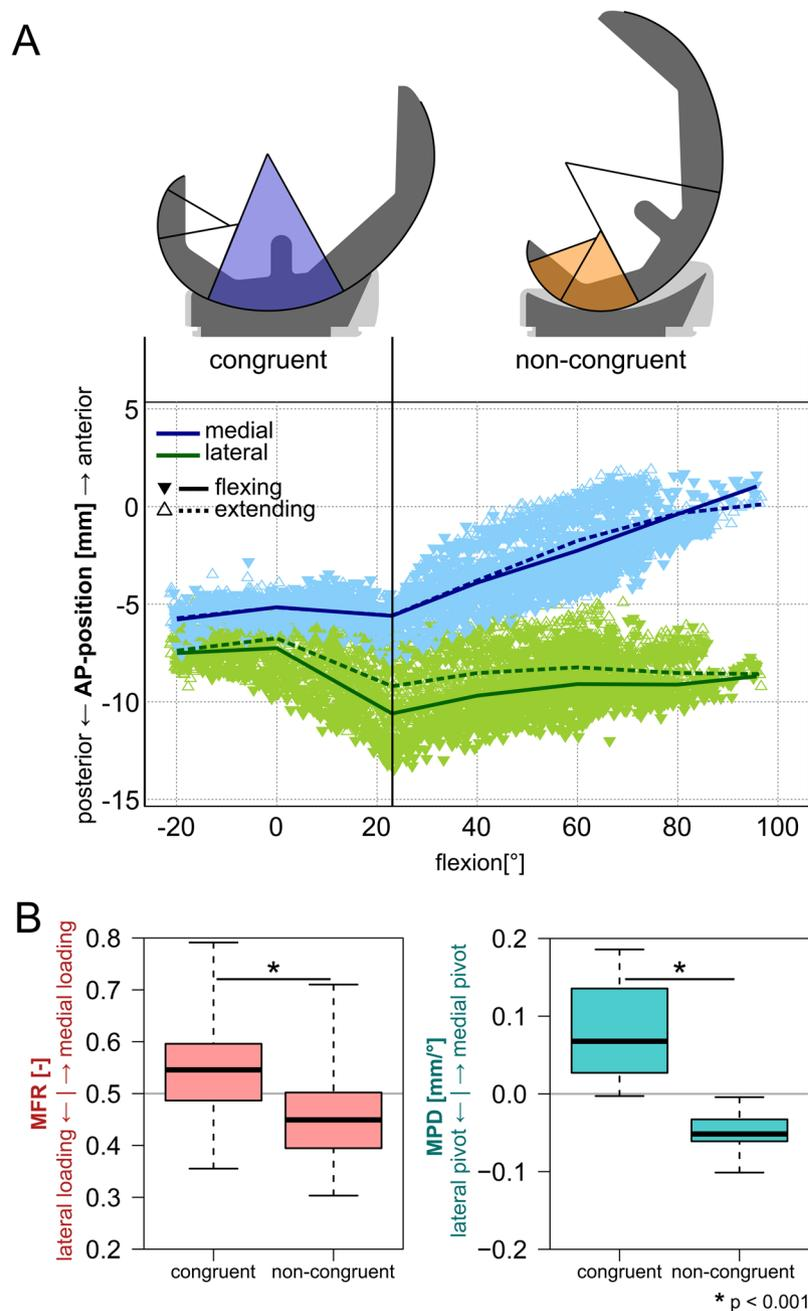 A
congruent
non-congruent
posterior ← AP-position [mm] → anterior
5
0
-5
-10
-15
medial
lateral
flexing
extending
-20
0
20
40
60
80
100
flexion[°]
B
MFR [-]
lateral loading ← | → medial loading
0.8
0.7
0.6
0.5
0.4
0.3
0.2
*
congruent
non-congruent
MPD [mm/°]
lateral pivot ← | → medial pivot
0.2
0.1
0.0
−0.1
−0.2
*
congruent
non-congruent
* p < 0.001